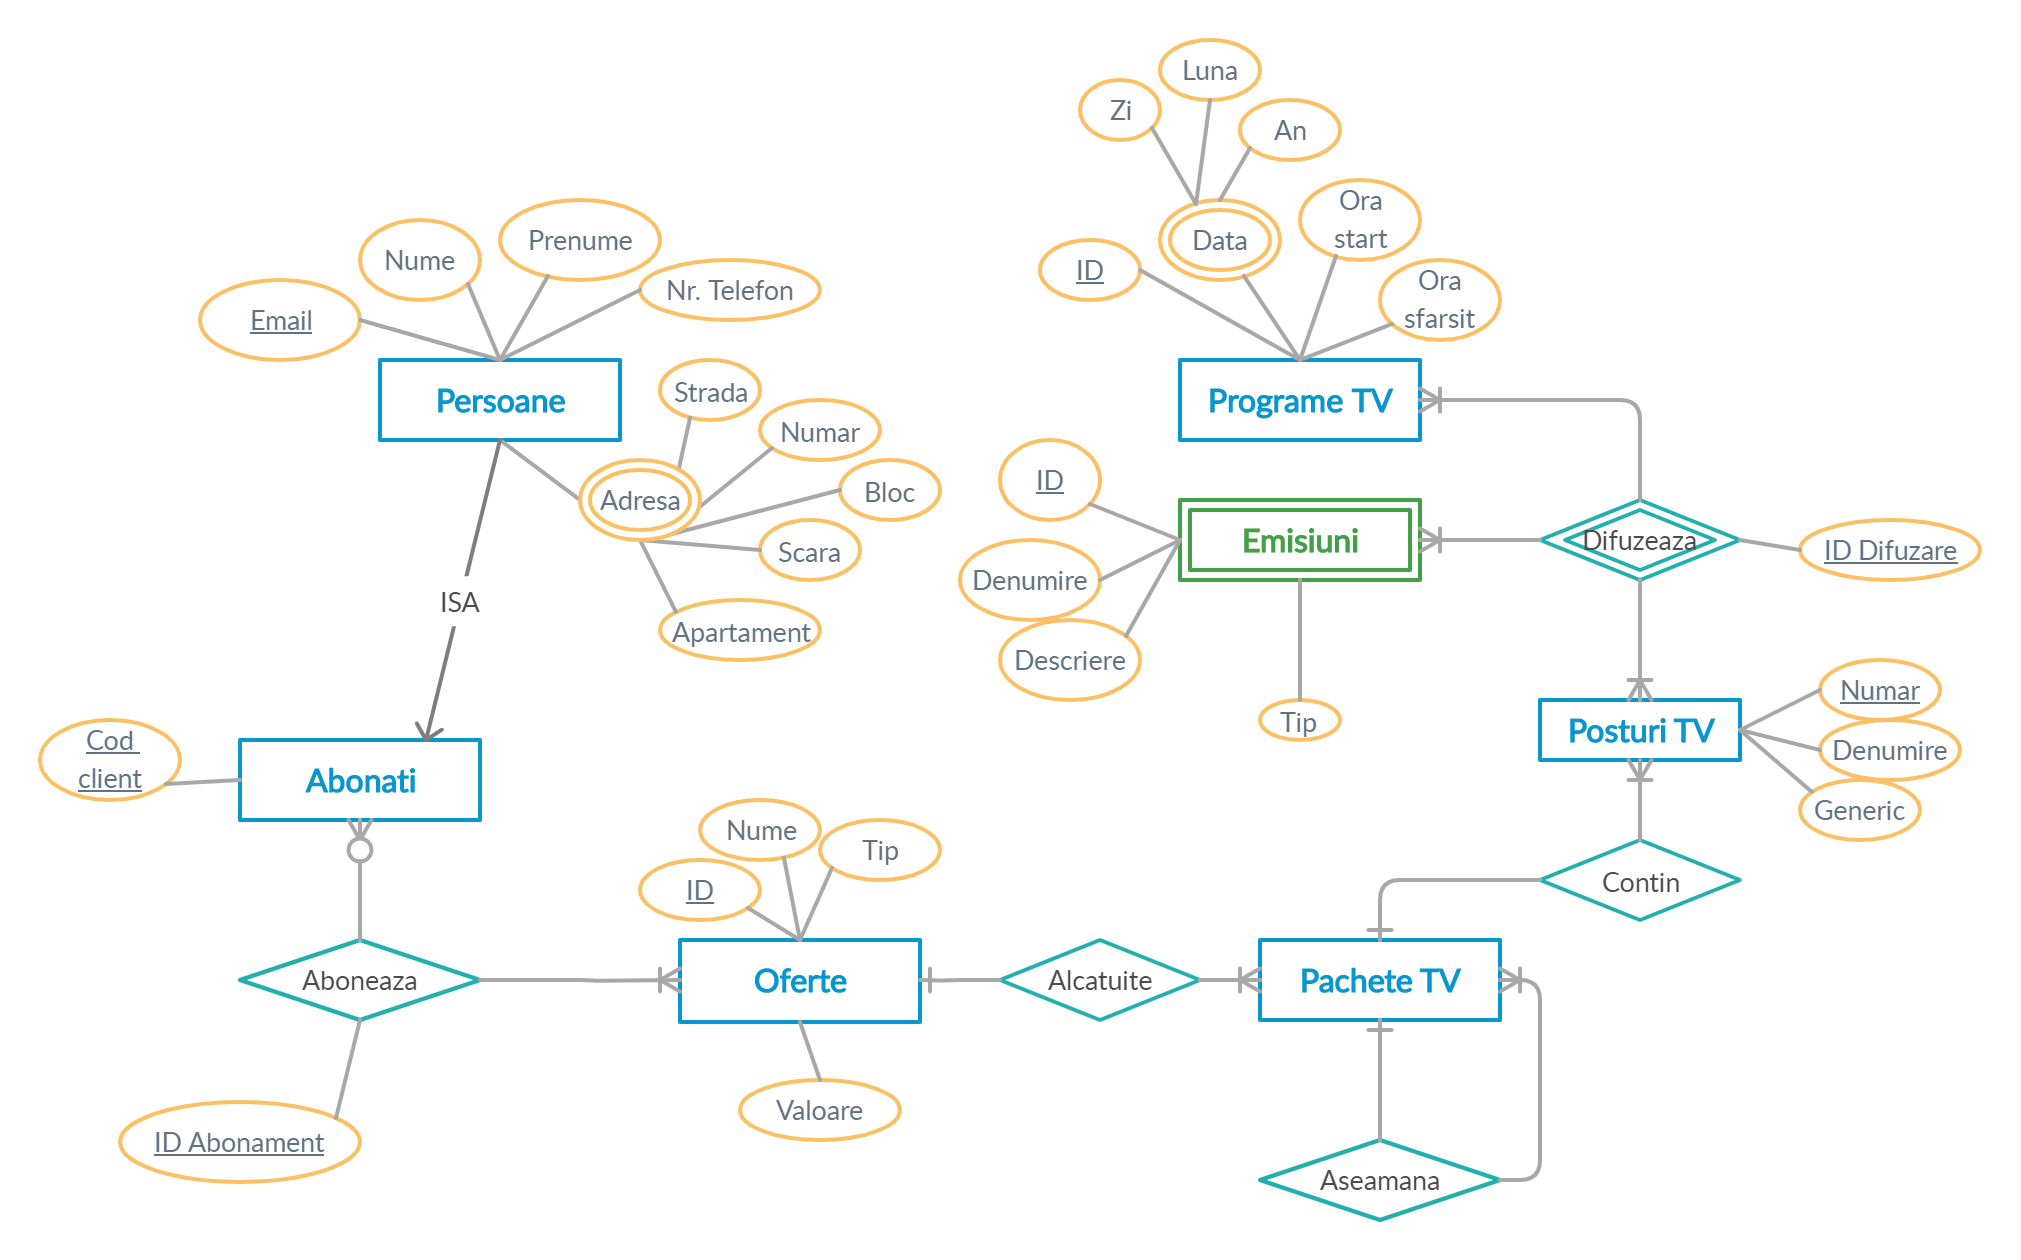 Luna
Zi
An
Ora
start
Data
ID
Ora
sfarsit
Prenume
Nume
Nr. Telefon
Email
Persoane
Strada
Numar
Bloc
Adresa
Scara
Apartament
Programe TV
ID
Emisiuni
Denumire
Descriere
Tip
Difuzeaza
ID Difuzare
ISA
Numar
Posturi TV
Denumire
Generic
Cod
client
Abonati
Nume
Tip
ID
Contin
Aboneaza
Oferte
Alcatuite
Pachete TV
Valoare
ID Abonament
Aseamana